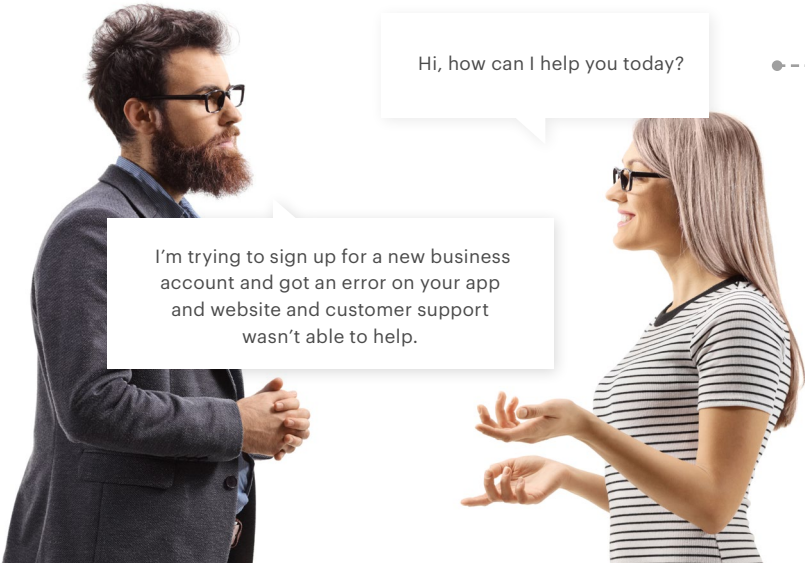 Hi, how can I help you today?
I’m trying to sign up for a new business
account and got an error on your app
and website and customer support
wasn’t able to help.